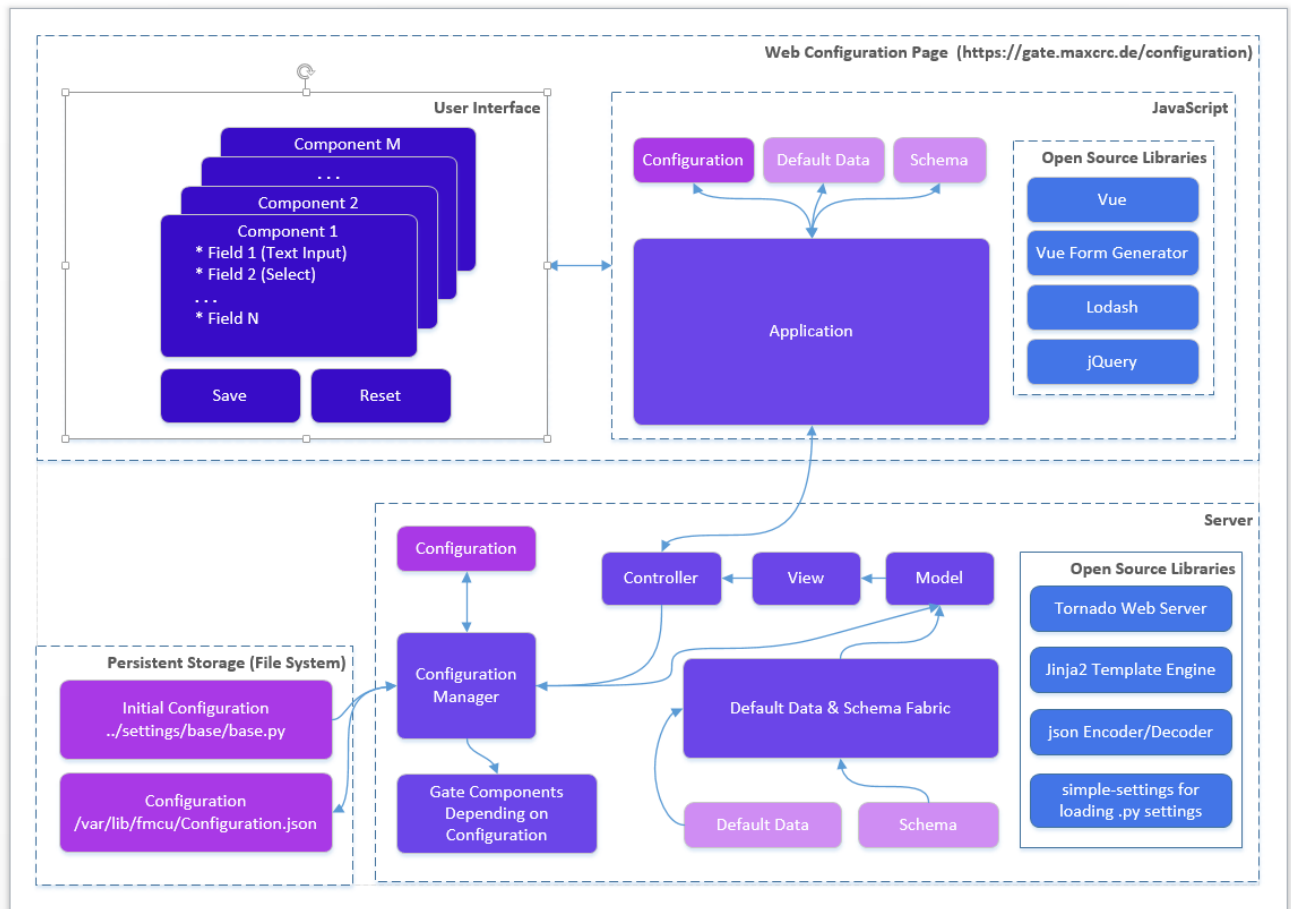 Web Configuration Page (https://gate.maxcrc.de/configuration)
User Interface
Component M
...
Component 2
Component 1
* Field 1 (Text Input)
* Field 2 (Select)
...
* Field N
Save
Reset
JavaScript
Configuration
Default Data
Schema
Application
Open Source Libraries
Vue
Vue Form Generator
Lodash
jQuery
Server
Configuration
Controller
View
Model
Configuration
Manager
Default Data & Schema Fabric
Gate Components
Depending on
Configuration
Default Data
Schema
Open Source Libraries
Tornado Web Server
Jinja2 Template Engine
json Encoder/Decoder
simple-settings for
loading .py settings
Persistent Storage (File System)
Initial Configuration
../settings/base/base.py
Configuration
/var/lib/fmcu/Configuration.json